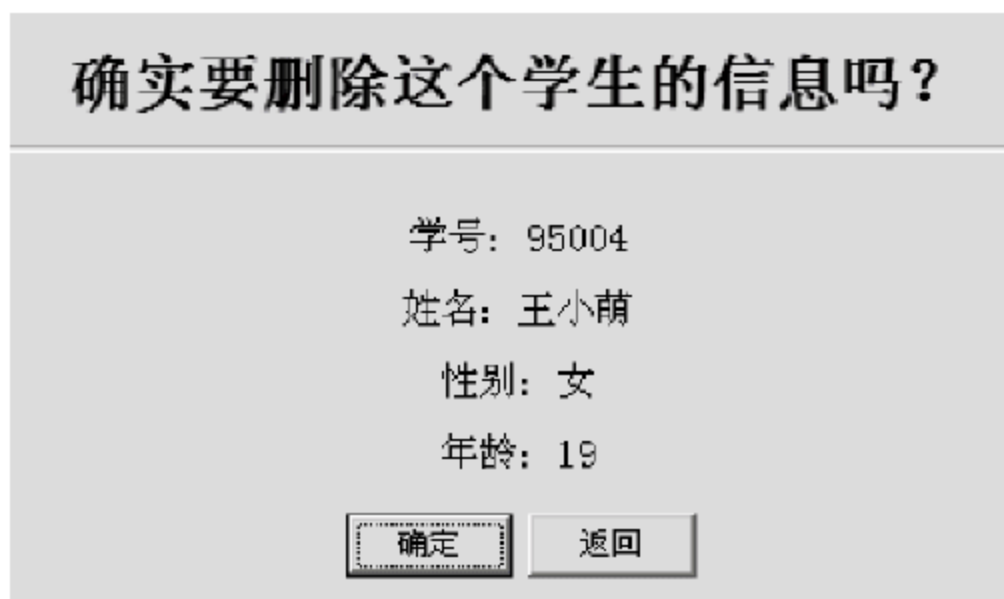 确实要删除这个学生的信息吗？
学号：95004
姓名：王小萌
性别：女
年龄：19
确定 返回